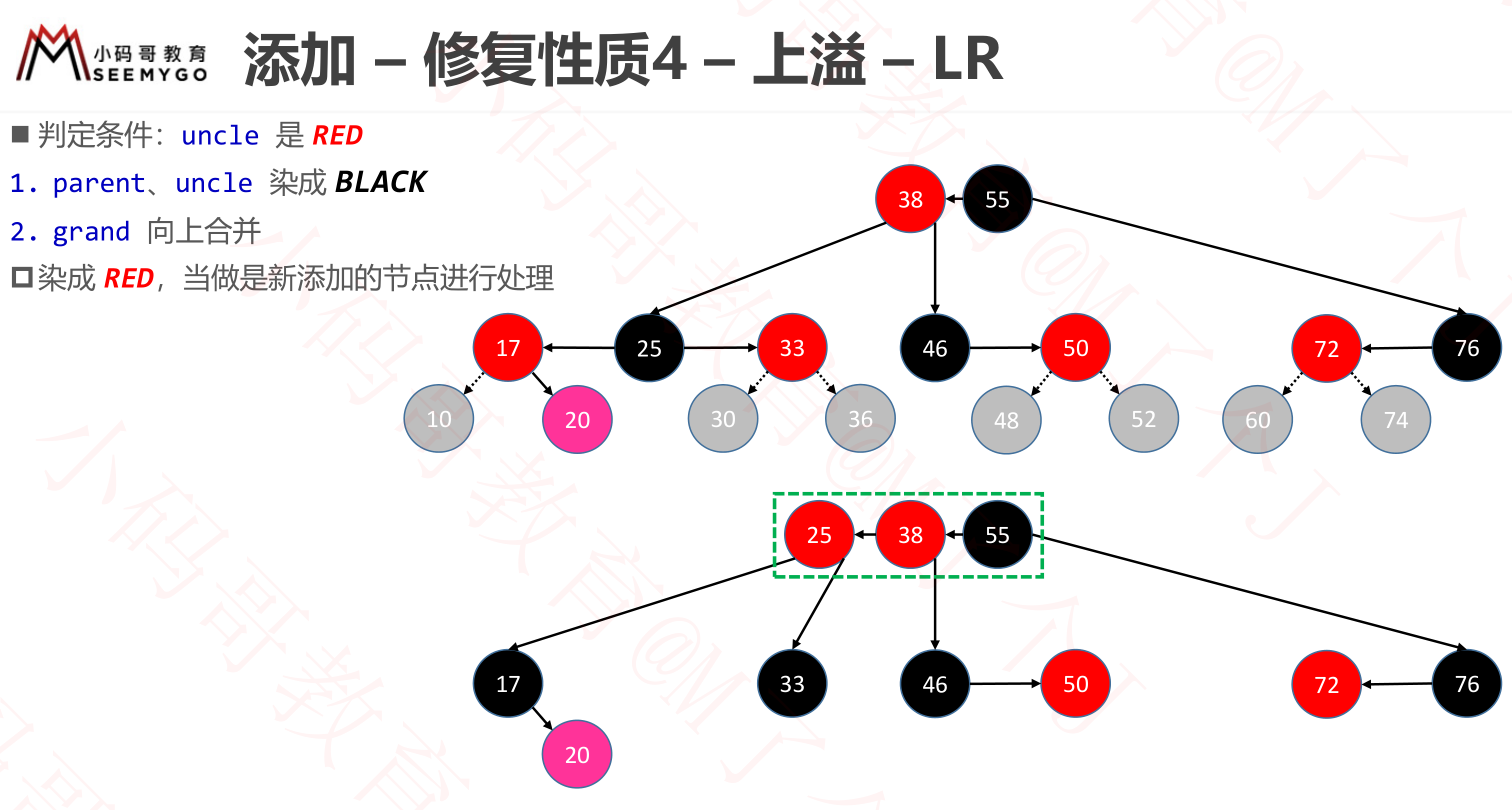 小码哥教育
SEEMYGO
添加 – 修复性质4 – 上溢 – LR
■ 判定条件：uncle 是 RED
1. parent、uncle 染成 BLACK
2. grand 向上合并
染成 RED，当做是新添加的节点进行处理
38 55
17 25 33 46 50 72 76
10 20 30 36 48 52 60 74
25 38 55
17 33 46 50 72 76
20
小码哥教育@M了个J